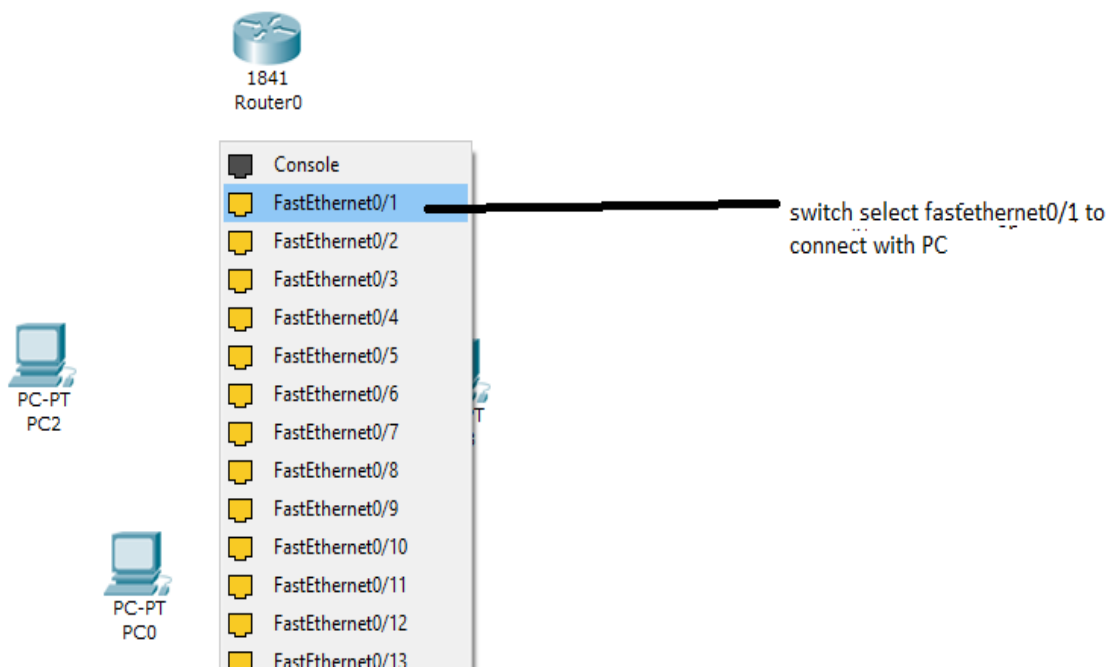 1841
Router0
Console
FastEthernet0/1
FastEthernet0/2
FastEthernet0/3
FastEthernet0/4
FastEthernet0/5
FastEthernet0/6
FastEthernet0/7
FastEthernet0/8
FastEthernet0/9
FastEthernet0/10
FastEthernet0/11
FastEthernet0/12
FastEthernet0/13
switch select fasfethernet0/1 to
connect with PC
PC-PT
PC2
T
PC-PT
PC0